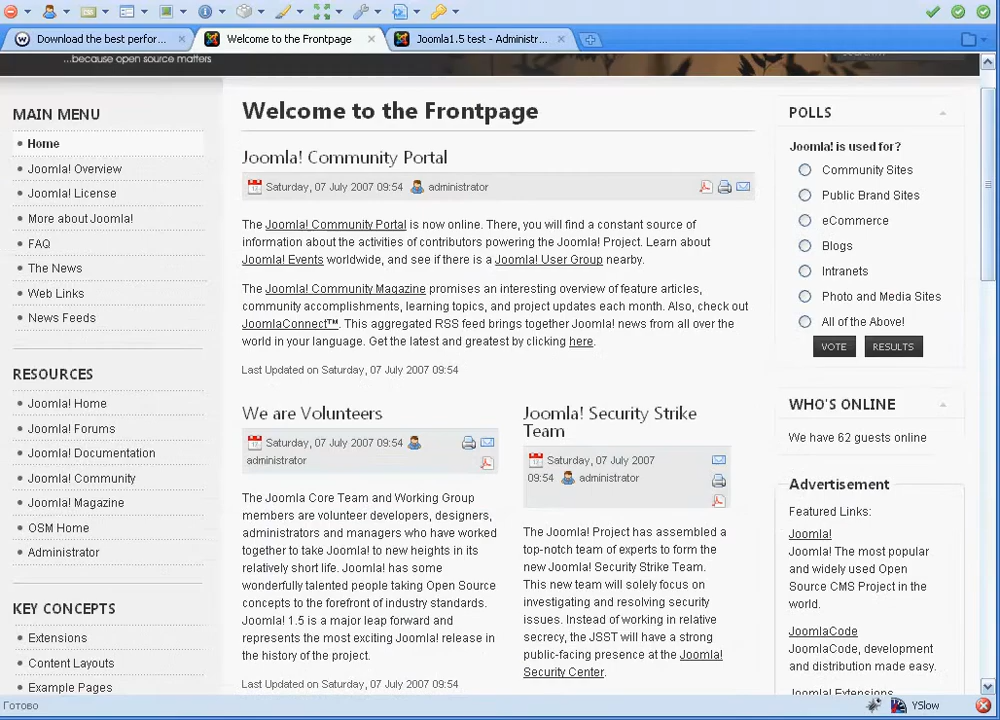 Download the best perfor...
Welcome to the Frontpage
Joomla1.5 test - Administr...
...because open source matters
MAIN MENU
Home
Joomla! Overview
Joomla! License
More about Joomla!
FAQ
The News
Web Links
News Feeds
RESOURCES
Joomla! Home
Joomla! Forums
Joomla! Documentation
Joomla! Community
Joomla! Magazine
OSM Home
Administrator
KEY CONCEPTS
Extensions
Content Layouts
Example Pages
Welcome to the Frontpage
Joomla! Community Portal
Saturday, 07 July 2007 09:54 administrator
The Joomla! Community Portal is now online. There, you will find a constant source of
information about the activities of contributors powering the Joomla! Project. Learn about
Joomla! Events worldwide, and see if there is a Joomla! User Group nearby.
The Joomla! Community Magazine promises an interesting overview of feature articles,
community accomplishments, learning topics, and project updates each month. Also, check out
JoomlaConnect™. This aggregated RSS feed brings together Joomla! news from all over the
world in your language. Get the latest and greatest by clicking here.
Last Updated on Saturday, 07 July 2007 09:54
We are Volunteers
Saturday, 07 July 2007 09:54
administrator
The Joomla Core Team and Working Group
members are volunteer developers, designers,
administrators and managers who have worked
together to take Joomla! to new heights in its
relatively short life. Joomla! has some
wonderfully talented people taking Open Source
concepts to the forefront of industry standards.
Joomla! 1.5 is a major leap forward and
represents the most exciting Joomla! release in
the history of the project.
Last Updated on Saturday, 07 July 2007 09:54
Joomla! Security Strike
Team
Saturday, 07 July 2007
09:54 administrator
The Joomla! Project has assembled a
top-notch team of experts to form the
new Joomla! Security Strike Team.
This new team will solely focus on
investigating and resolving security
issues. Instead of working in relative
secrecy, the JSST will have a strong
public-facing presence at the Joomla!
Security Center.
POLLS
Joomla! is used for?
Community Sites
Public Brand Sites
eCommerce
Blogs
Intranets
Photo and Media Sites
All of the Above!
VOTE RESULTS
WHO'S ONLINE
We have 62 guests online
Advertisement
Featured Links:
Joomla!
Joomla! The most popular
and widely used Open
Source CMS Project in the
world.
JoomlaCode
JoomlaCode, development
and distribution made easy.
Joomla! Extensions
Готово
YSlow